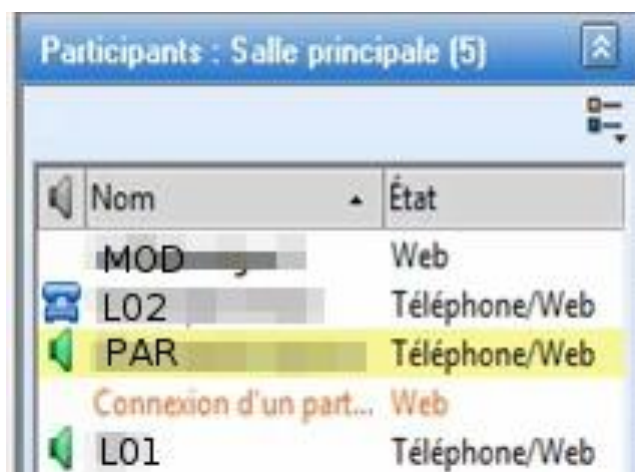 Participants : Salle principale (5)
Nom État
MOD Web
L02 Téléphone/Web
PAR Téléphone/Web
Connexion d'un part... Web
L01 Téléphone/Web